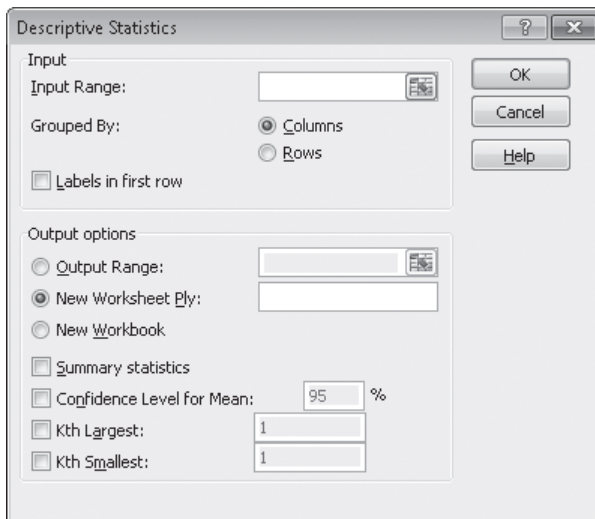 Descriptive Statistics
?
Input
Input Range:
Grouped By:
Columns
Rows
Labels in first row
OK
Cancel
Help
Output options
Output Range:
New Worksheet Ply:
New Workbook
Summary statistics
Confidence Level for Mean: 95 %
Kth Largest: 1
Kth Smallest: 1